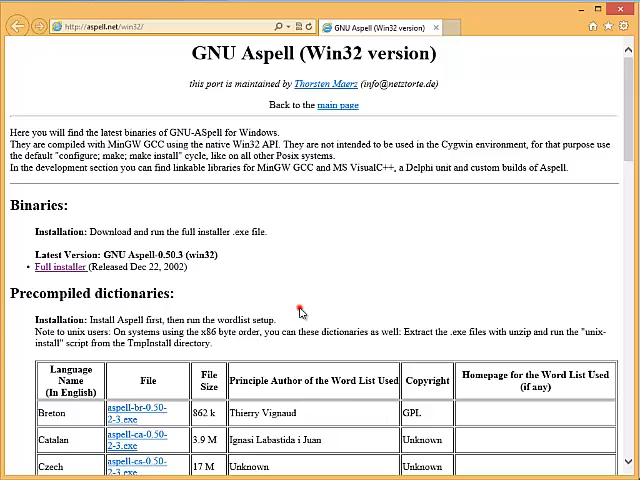 http://aspell.net/win32/
GNU Aspell (Win32 version)
GNU Aspell (Win32 version)
this port is maintained by Thorsten Maerz (info@netztorte.de)
Back to the main page
Here you will find the latest binaries of GNU-ASpell for Windows.
They are compiled with MinGW GCC using the native Win32 API. They are not intended to be used in the Cygwin environment, for that purpose use
the default "configure; make; make install" cycle, like on all other Posix systems.
In the development section you can find linkable libraries for MinGW GCC and MS VisualC++, a Delphi unit and custom builds of Aspell.
Binaries:
Installation: Download and run the full installer .exe file.
Latest Version: GNU Aspell-0.50.3 (win32)
• Full installer (Released Dec 22, 2002)
Precompiled dictionaries:
Installation: Install Aspell first, then run the wordlist setup.
Note to unix users: On systems using the x86 byte order, you can these dictionaries as well: Extract the .exe files with unzip and run the "unix-
install" script from the TmpInstall directory.
Language Name (In English) File File Size Principle Author of the Word List Used Copyright Homepage for the Word List Used (if any)
Breton aspell-br-0.50-2-3.exe 862 k Thierry Vignaud GPL
Catalan aspell-ca-0.50-2-3.exe 3.9 M Ignasi Labastida i Juan Unknown
Czech aspell-cs-0.50-2-3.exe 17 M Unknown Unknown